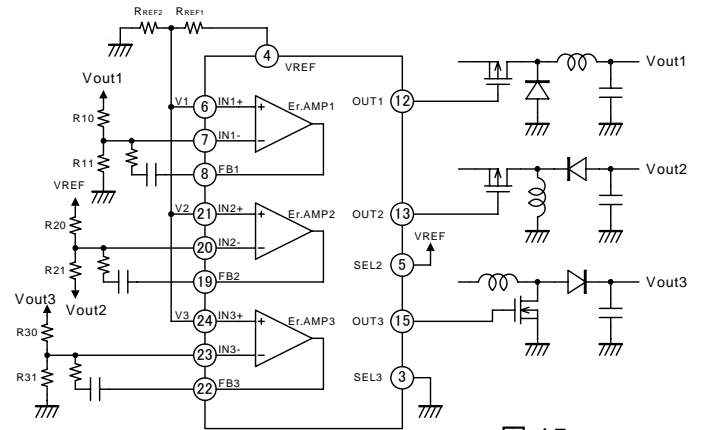 RREF2 RREF1
4
VREF
Vout1
R10
R11
V1
6
IN1+
7
IN1-
8
FB1
Er.AMP1
OUT1
12
Vout1
VREF
R20
R21
Vout2
V2
21
IN2+
20
IN2-
19
FB2
Er.AMP2
OUT2
13
Vout2
VREF
SEL2
5
Vout3
R30
R31
V3
24
IN3+
23
IN3-
22
FB3
Er.AMP3
OUT3
15
Vout3
SEL3
3